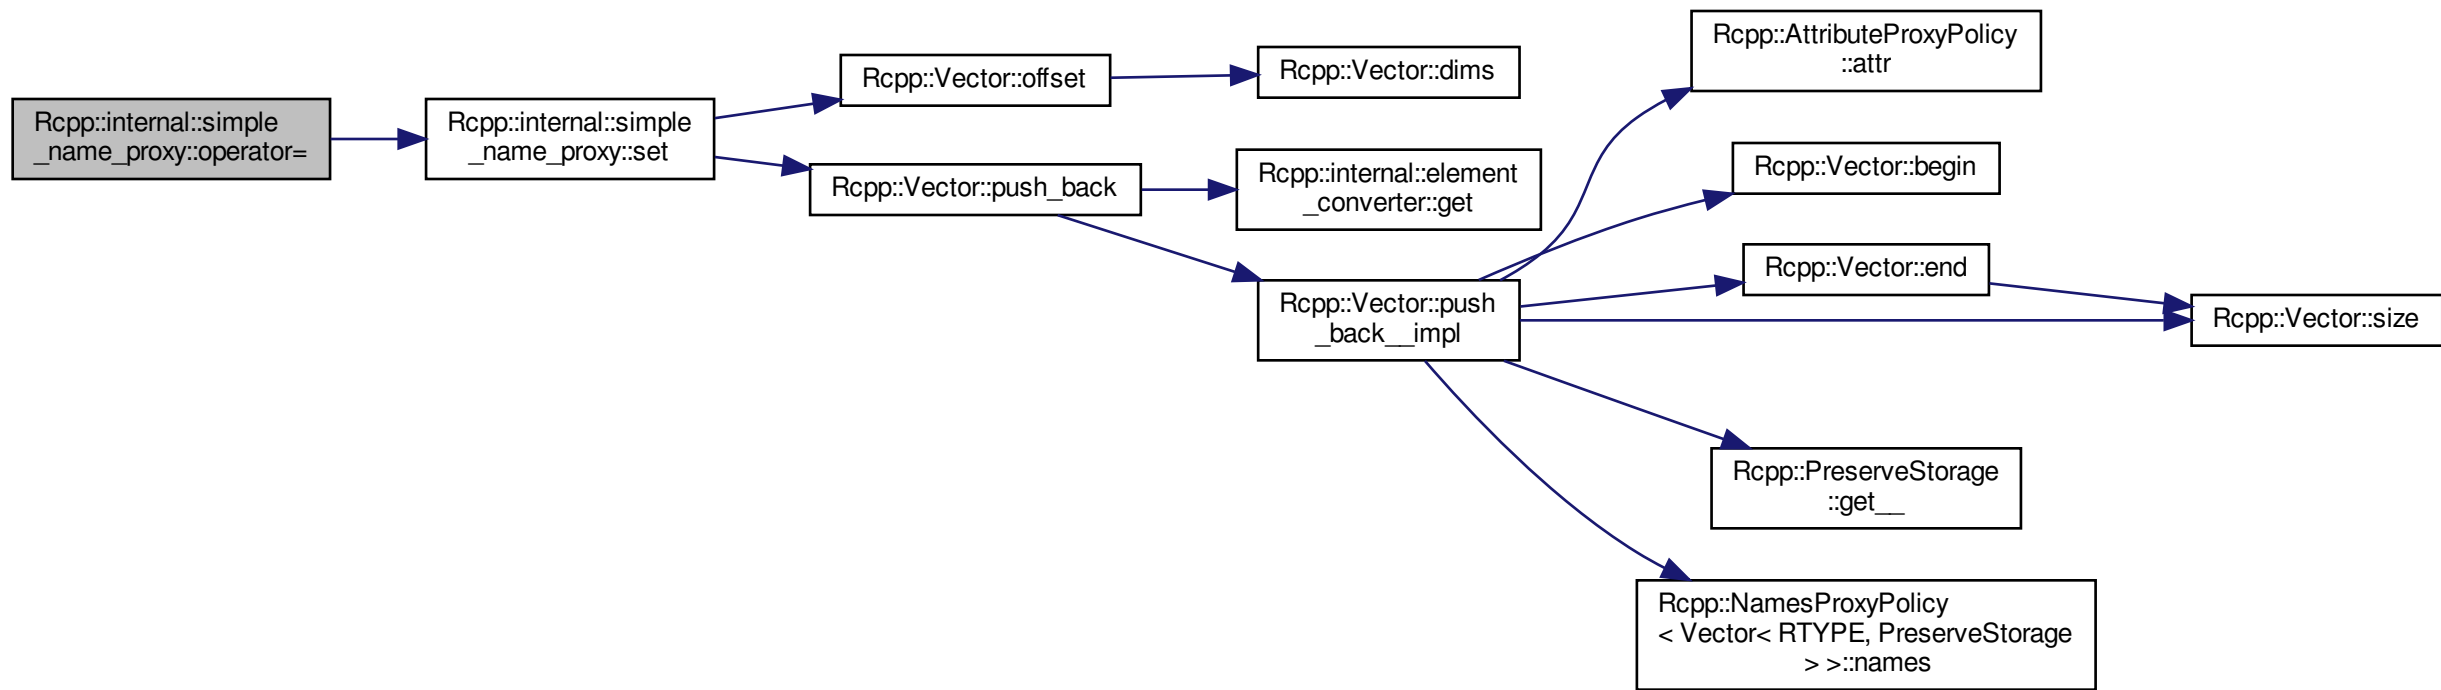 Rcpp::internal::simple
_name_proxy::operator=
Rcpp::internal::simple
_name_proxy::set
Rcpp::Vector::offset
Rcpp::Vector::dims
Rcpp::Vector::push_back
Rcpp::internal::element
_converter::get
Rcpp::Vector::push
_back__impl
Rcpp::AttributeProxyPolicy
::attr
Rcpp::Vector::begin
Rcpp::Vector::end
Rcpp::Vector::size
Rcpp::PreserveStorage
::get__
Rcpp::NamesProxyPolicy
< Vector< RTYPE, PreserveStorage
> >::names